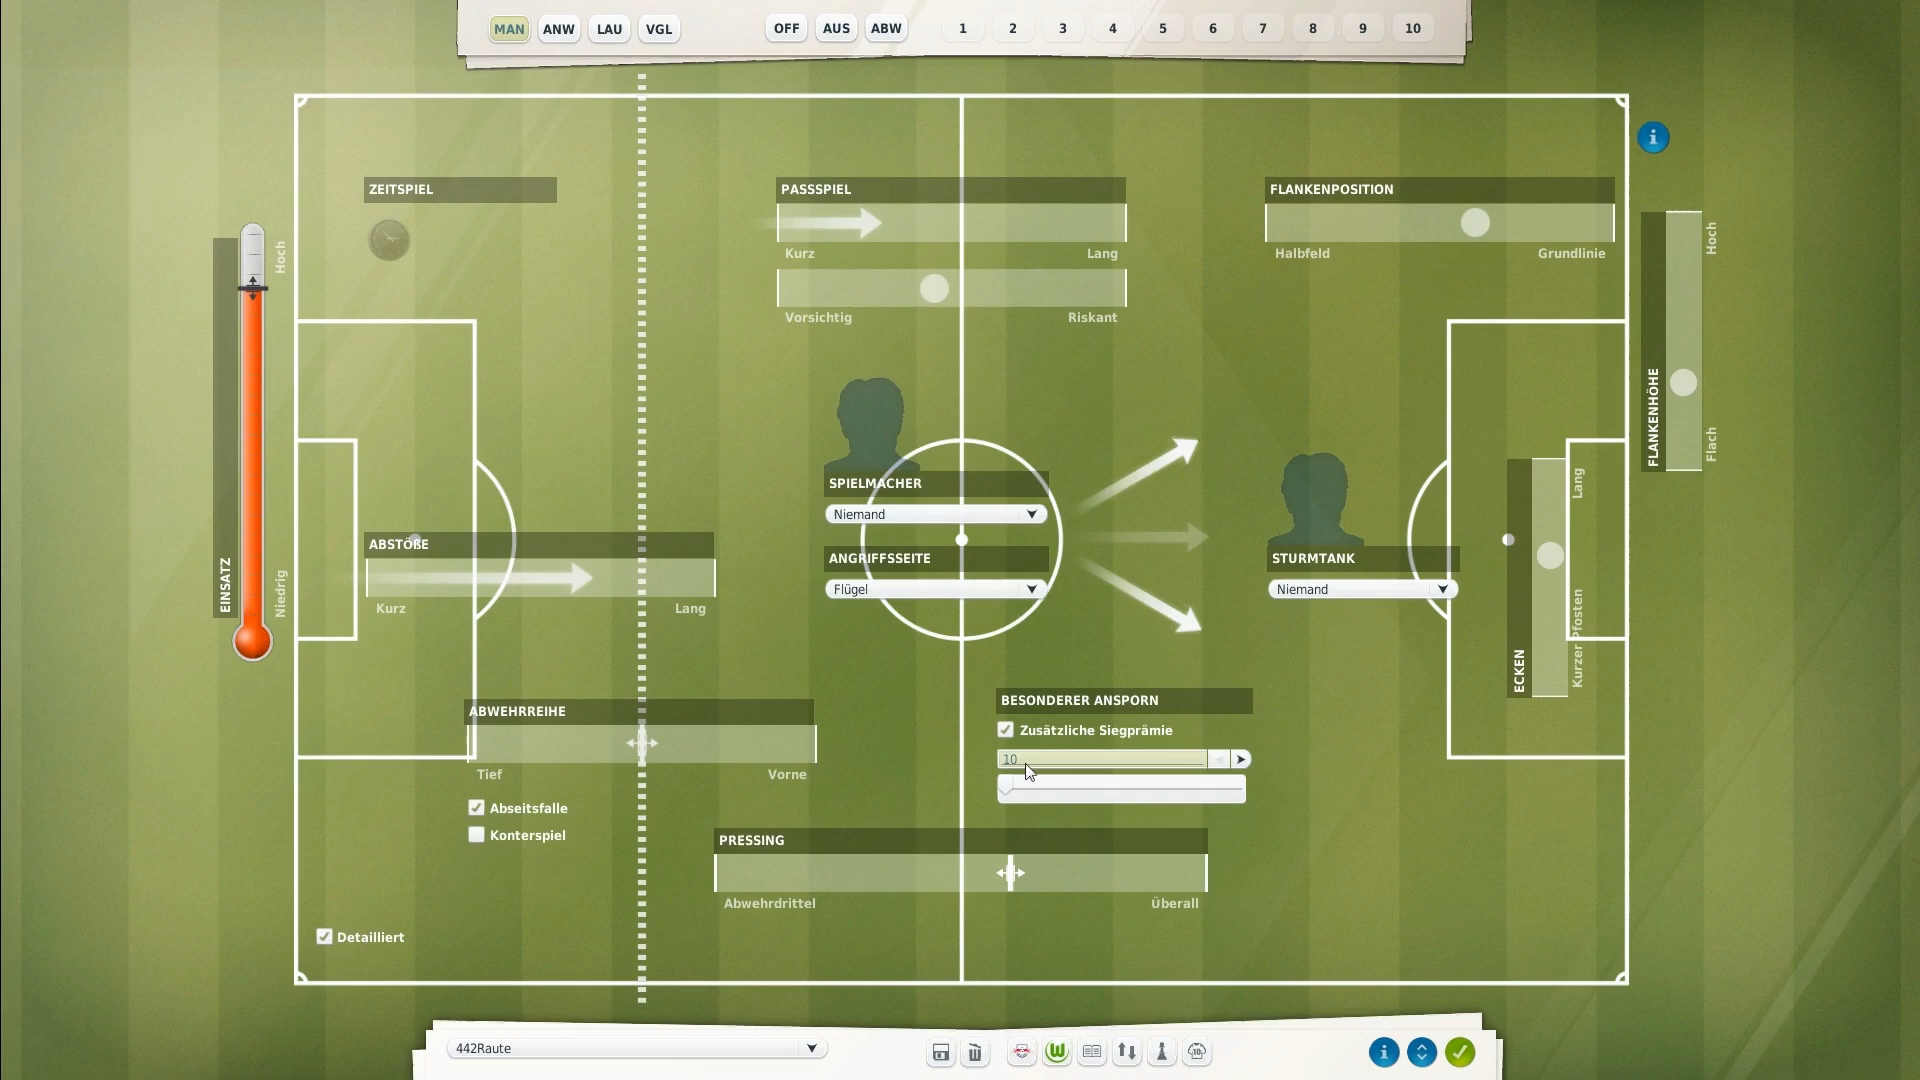 MAN ANW LAU VGL OFF AUS ABW 1 2 3 4 5 6 7 8 9 10
ZEITSPIEL
PASSSPIEL
Kurz Lang
Vorsichtig Riskant
FLANKENPOSITION
Halbfeld Grundlinie
EINSATZ
Hoch
Niedrig
FLANKENHÖHE
Hoch
Flach
SPIELMACHER
Niemand
ANGRIFFSSEITE
Flügel
STURMTANK
Niemand
ECKEN
Lang
Kurzer Pfosten
ABSTÖßE
Kurz Lang
ABWEHRREIHE
Tief Vorne
Abseitsfalle
Konterspiel
BESONDERER ANSPORN
Zusätzliche Siegprämie
10
PRESSING
Abwehrdrittel Überall
Detailliert
442Raute
W
10